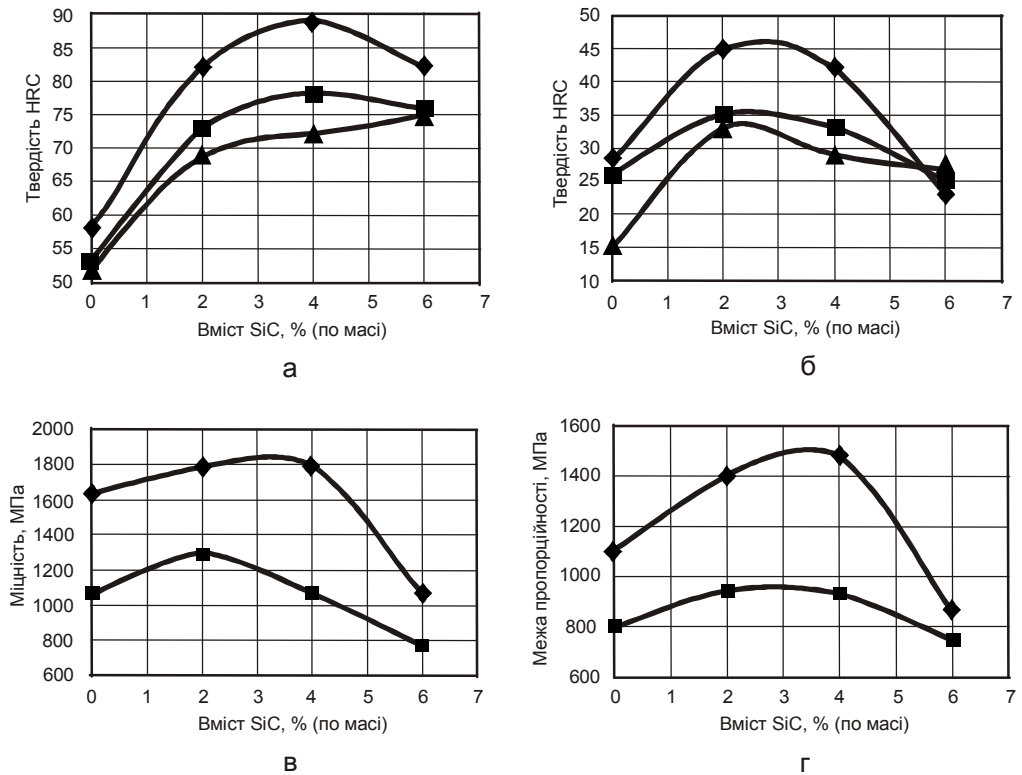 90
85
80
75
70
65
60
55
50
Твердість HRC
0 1 2 3 4 5 6 7
Вміст SiC, % (по масі)
а
50
45
40
35
30
25
20
15
10
Твердість HRC
0 1 2 3 4 5 6 7
Вміст SiC, % (по масі)
б
2000
1800
1600
1400
1200
1000
800
600
Міцність, МПа
0 1 2 3 4 5 6 7
Вміст SiC, % (по масі)
в
1600
1400
1200
1000
800
600
Межа пропорційності, МПа
0 1 2 3 4 5 6 7
Вміст SiC, % (по масі)
г